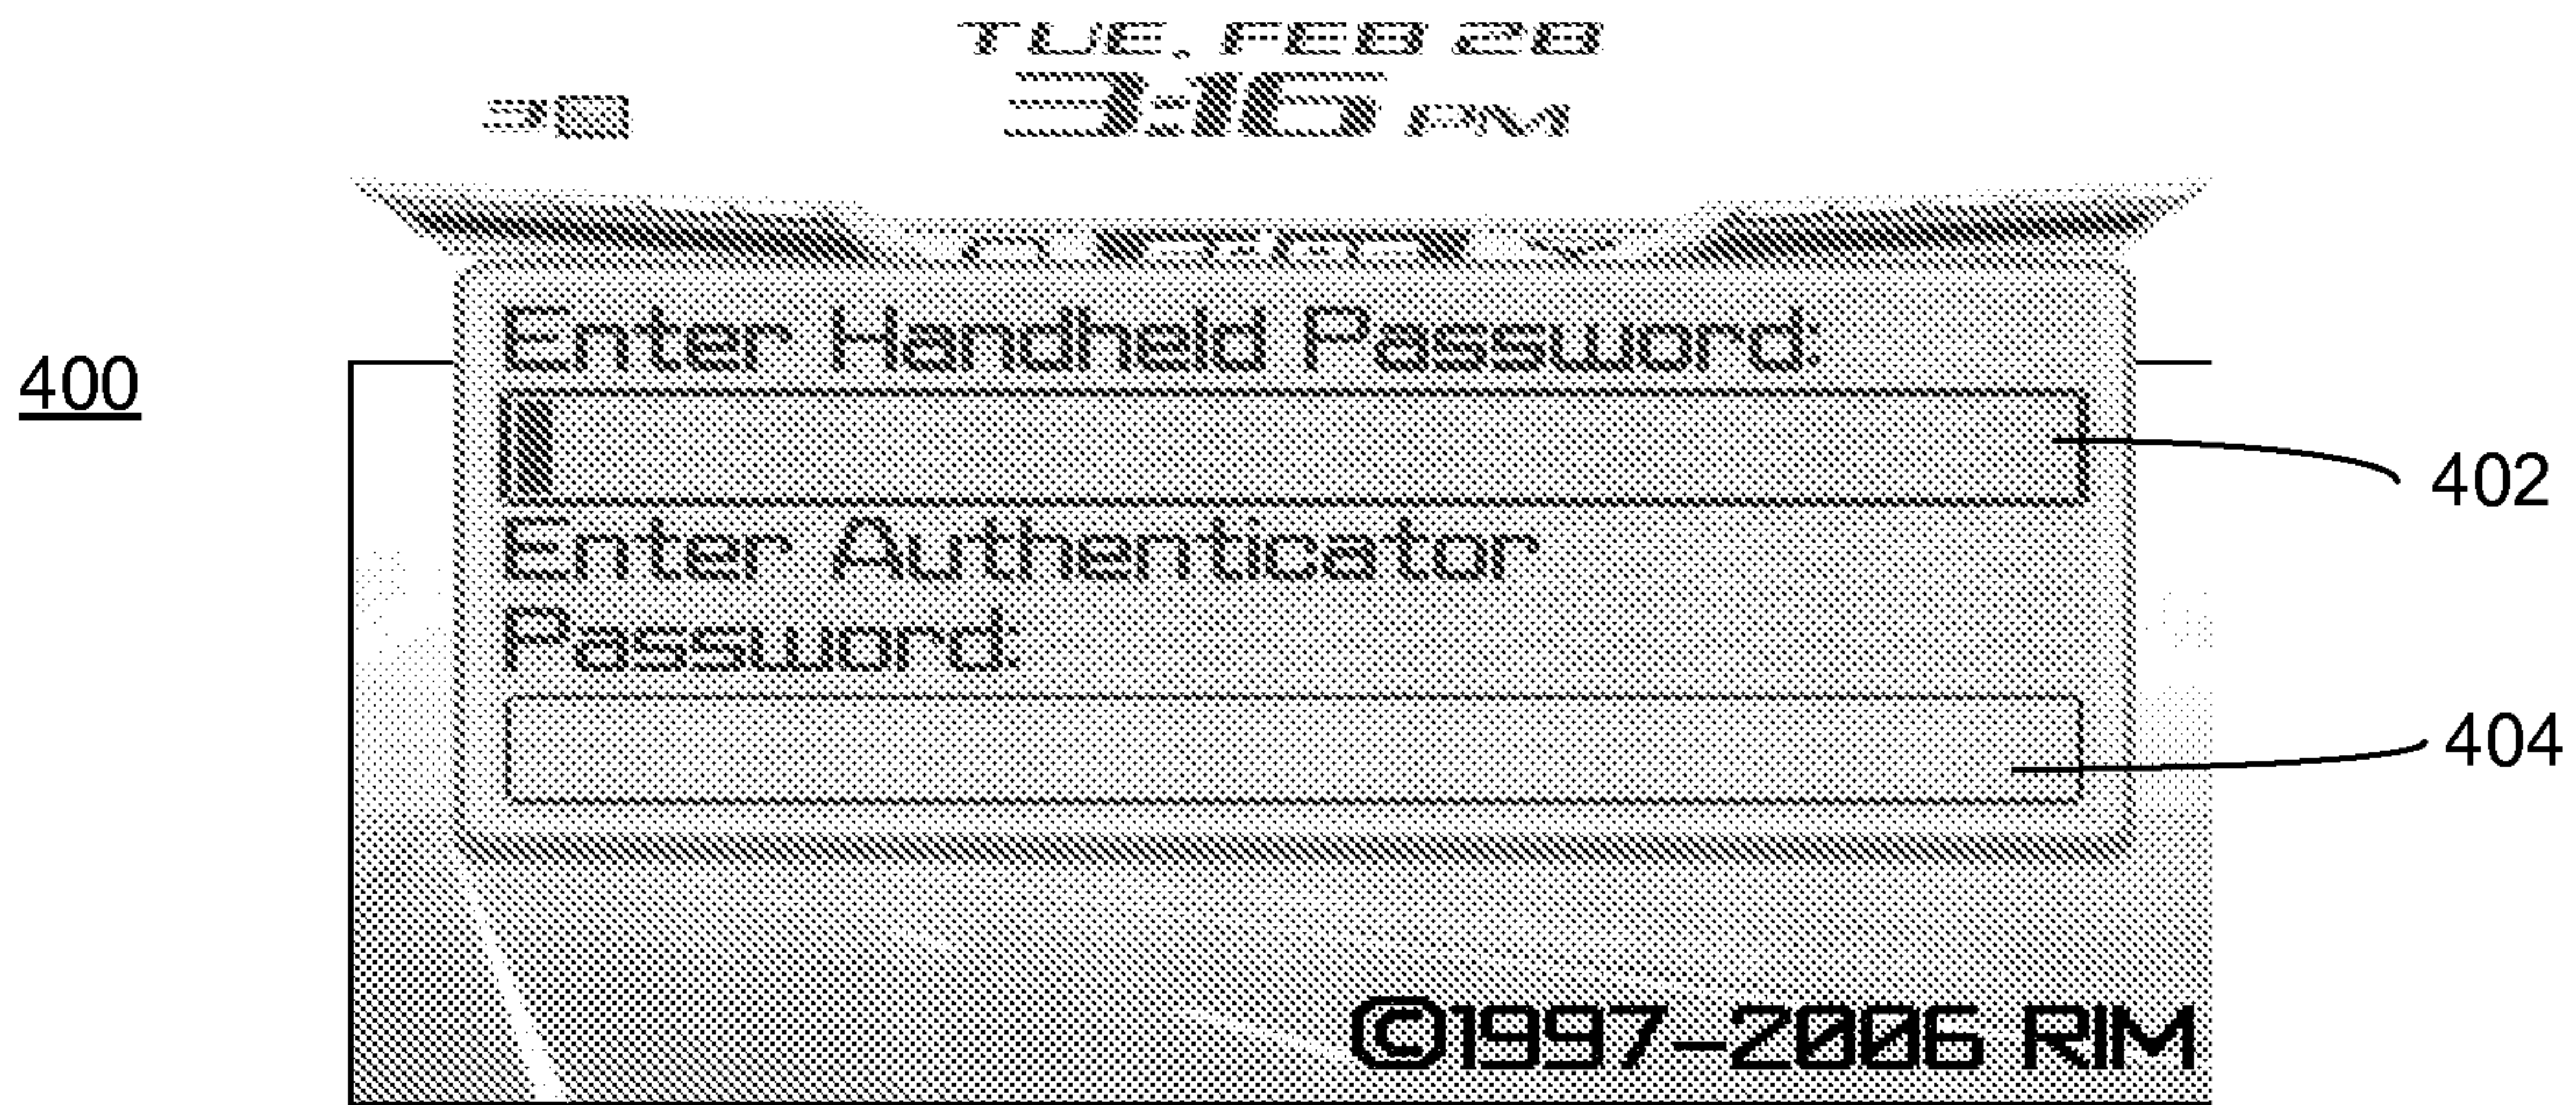 TUE, FEB 28
3:16 PM
400
Enter Handheld Password:
402
Enter Authenticator
Password:
404
©1997-2006 RIM